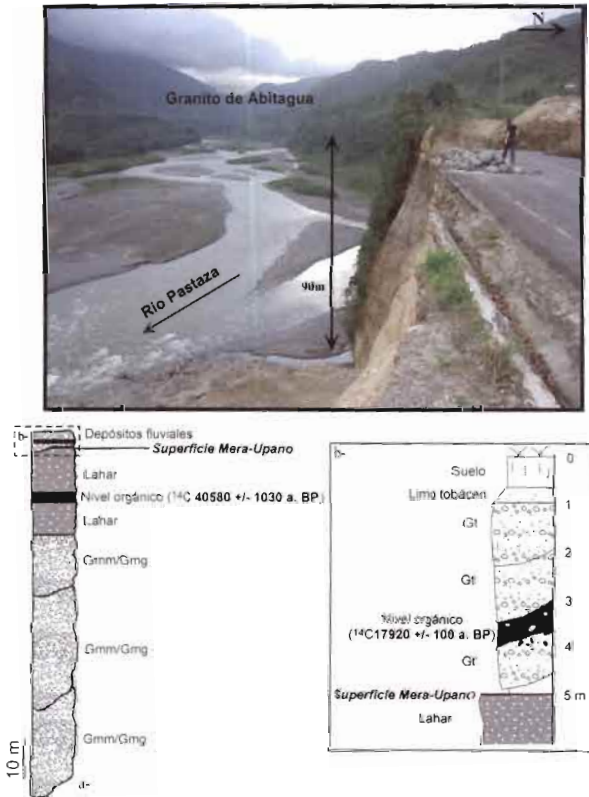 N
Granito de Abitagua
Rio Pastaza
90m
b-
Depósitos fluviales
Superficie Mera-Upano
Lahar
Nivel orgánico (14C 40580 +/- 1030 a. BP)
Lahar
Gmm/Gmg
Gmm/Gmg
Gmm/Gmg
10 m
a-
b-
Suelo
0
Limo tobáceo
1
Gt
2
Gt
3
Nivel orgánico
(14C17920 +/- 100 a. BP)
4
Gt
Superficie Mera-Upano
5 m
Lahar